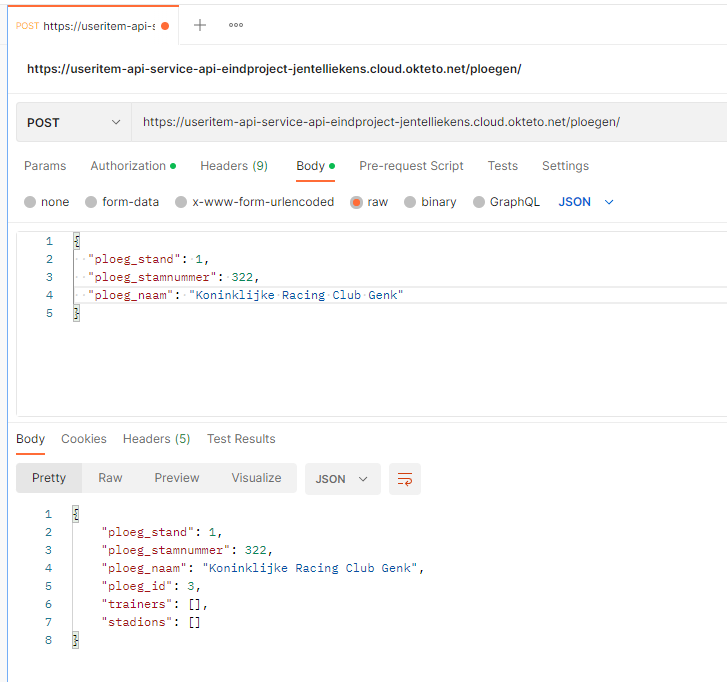 POST https://useritem-api-s
https://useritem-api-service-api-eindproject-jentelliekens.cloud.okteto.net/ploegen/
POST https://useritem-api-service-api-eindproject-jentelliekens.cloud.okteto.net/ploegen/
Params Authorization Headers (9) Body Pre-request Script Tests Settings
none form-data x-www-form-urlencoded raw binary GraphQL JSON
1 {
2 "ploeg_stand": 1,
3 "ploeg_stamnummer": 322,
4 "ploeg_naam": "Koninklijke Racing Club Genk"
5 }
Body Cookies Headers (5) Test Results
Pretty Raw Preview Visualize JSON
1 {
2 "ploeg_stand": 1,
3 "ploeg_stamnummer": 322,
4 "ploeg_naam": "Koninklijke Racing Club Genk",
5 "ploeg_id": 3,
6 "trainers": [],
7 "stadions": []
8 }